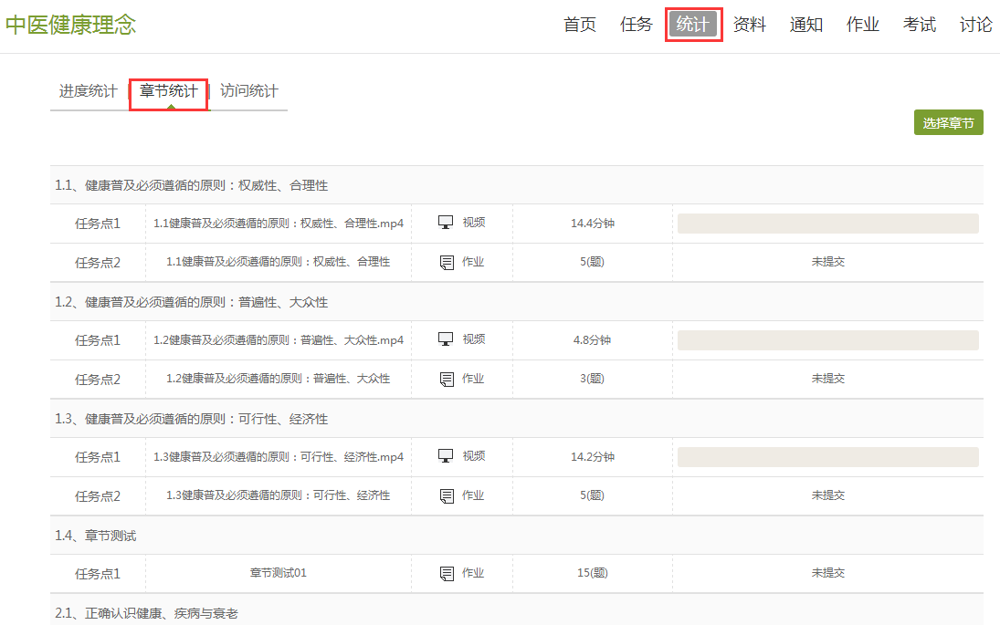 中医健康理念 首页 任务 统计 资料 通知 作业 考试 讨论
进度统计 章节统计 访问统计
选择章节
1.1、健康普及必须遵循的原则：权威性、合理性
任务点1 1.1健康普及必须遵循的原则：权威性、合理性.mp4 视频 14.4分钟
任务点2 1.1健康普及必须遵循的原则：权威性、合理性 作业 5(题) 未提交
1.2、健康普及必须遵循的原则：普遍性、大众性
任务点1 1.2健康普及必须遵循的原则：普遍性、大众性.mp4 视频 4.8分钟
任务点2 1.2健康普及必须遵循的原则：普遍性、大众性 作业 3(题) 未提交
1.3、健康普及必须遵循的原则：可行性、经济性
任务点1 1.3健康普及必须遵循的原则：可行性、经济性.mp4 视频 14.2分钟
任务点2 1.3健康普及必须遵循的原则：可行性、经济性 作业 5(题) 未提交
1.4、章节测试
任务点1 章节测试01 作业 15(题) 未提交
2.1、正确认识健康、疾病与衰老